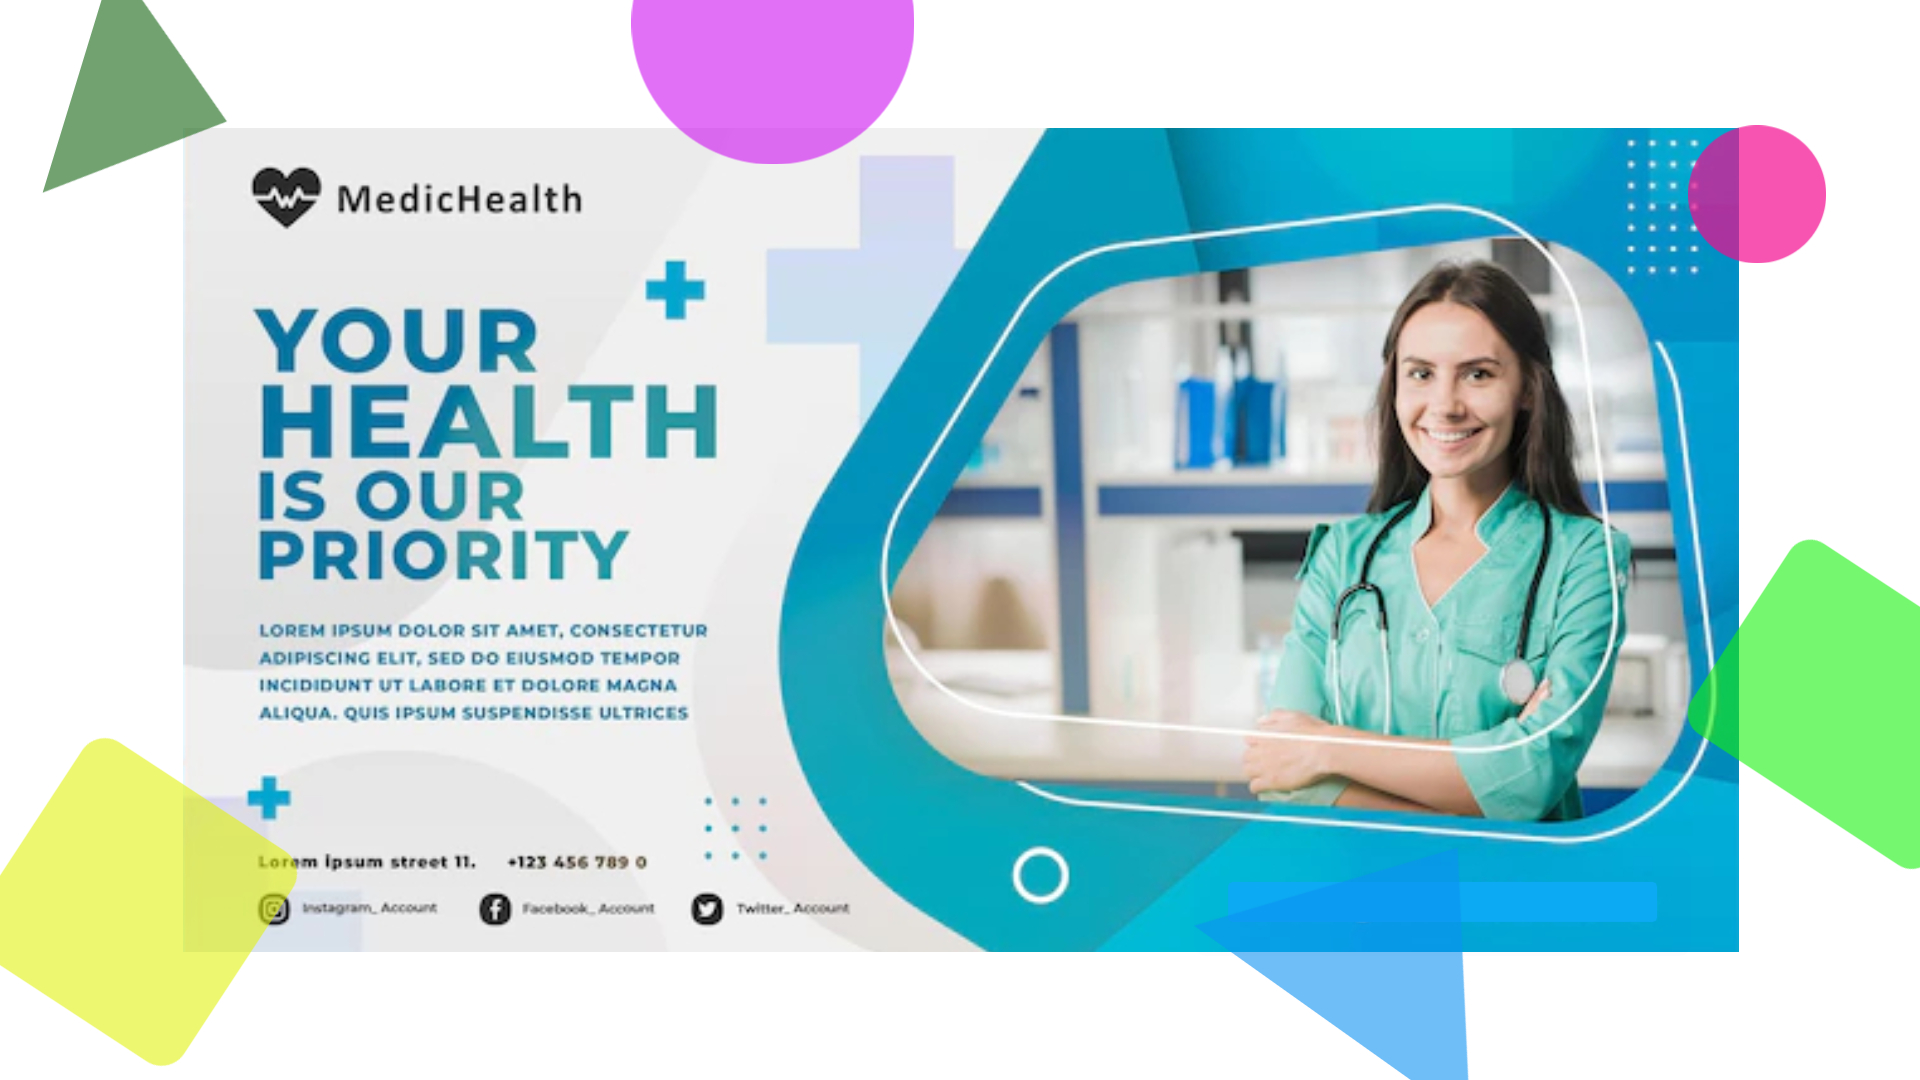 MedicHealth
YOUR
HEALTH
IS OUR
PRIORITY
LOREM IPSUM DOLOR SIT AMET, CONSECTETUR
ADIPISCING ELIT, SED DO EIUSMOD TEMPOR
INCIDIDUNT UT LABORE ET DOLORE MAGNA
ALIQUA. QUIS IPSUM SUSPENDISSE ULTRICES
Lorem ipsum street 11. +123 456 789 0
Instagram_Account Facebook_Account Twitter_Account